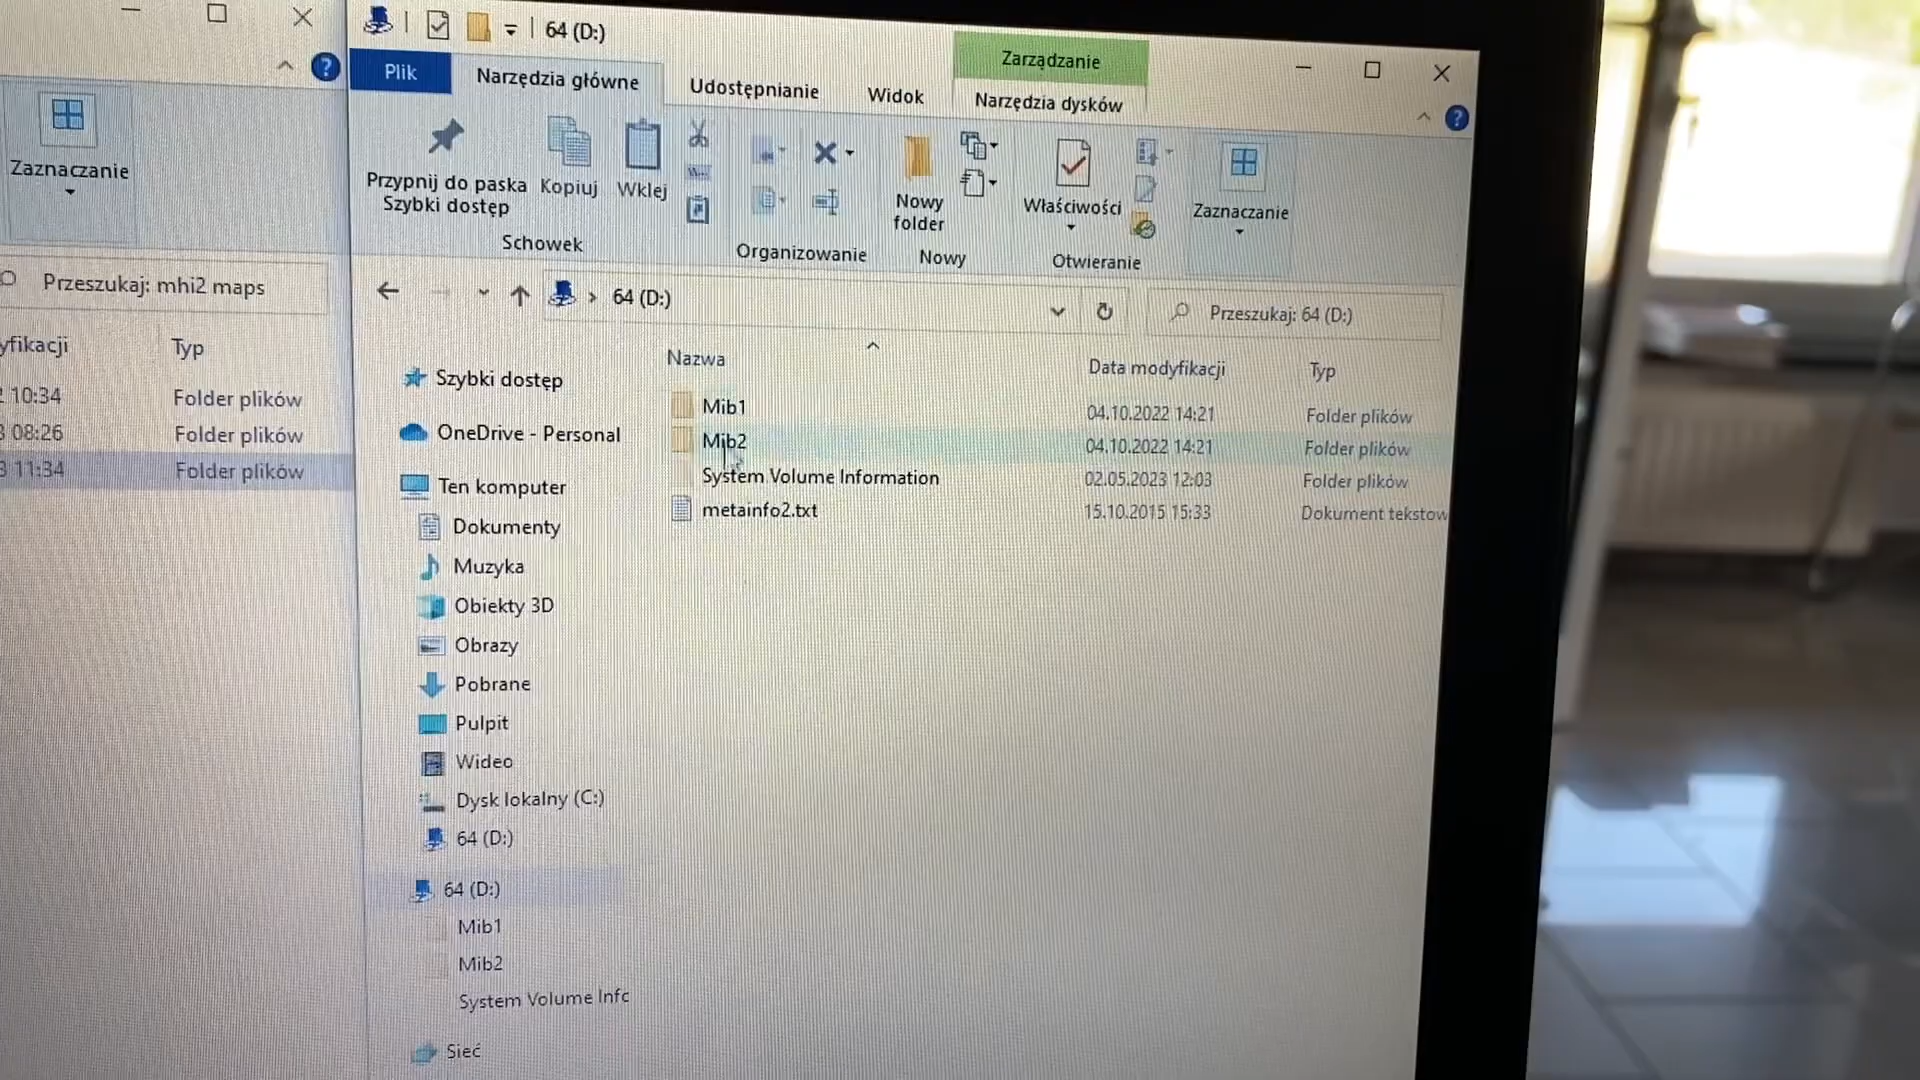 Zaznaczanie
Przeszukaj: mhi2 maps
yfikacji
Typ
10:34
Folder plików
08:26
Folder plików
11:34
Folder plików
64 (D:)
Plik
Narzędzia główne
Udostępnianie
Widok
Zarządzanie
Narzędzia dysków
Przypnij do paska
Szybki dostęp
Kopiuj
Wklej
Schowek
Organizowanie
Nowy
folder
Nowy
Właściwości
Otwieranie
Zaznaczanie
64 (D:)
Przeszukaj: 64 (D:)
Nazwa
Data modyfikacji
Typ
Mib1
04.10.2022 14:21
Folder plików
Mib2
04.10.2022 14:21
Folder plików
System Volume Information
02.05.2023 12:03
Folder plików
metainfo2.txt
15.10.2015 15:33
Dokument tekstow
Szybki dostęp
OneDrive - Personal
Ten komputer
Dokumenty
Muzyka
Obiekty 3D
Obrazy
Pobrane
Pulpit
Wideo
Dysk lokalny (C:)
64 (D:)
64 (D:)
Mib1
Mib2
System Volume Infc
Sieć